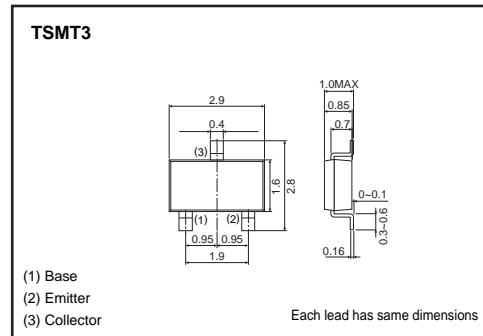 TSMT3
1.0MAX
2.9
0.85
0.4
0.7
(3)
1.6
2.8
0~0.1
(1)
(2)
0.3~0.6
0.95
0.95
0.16
1.9
(1) Base
(2) Emitter
(3) Collector
Each lead has same dimensions